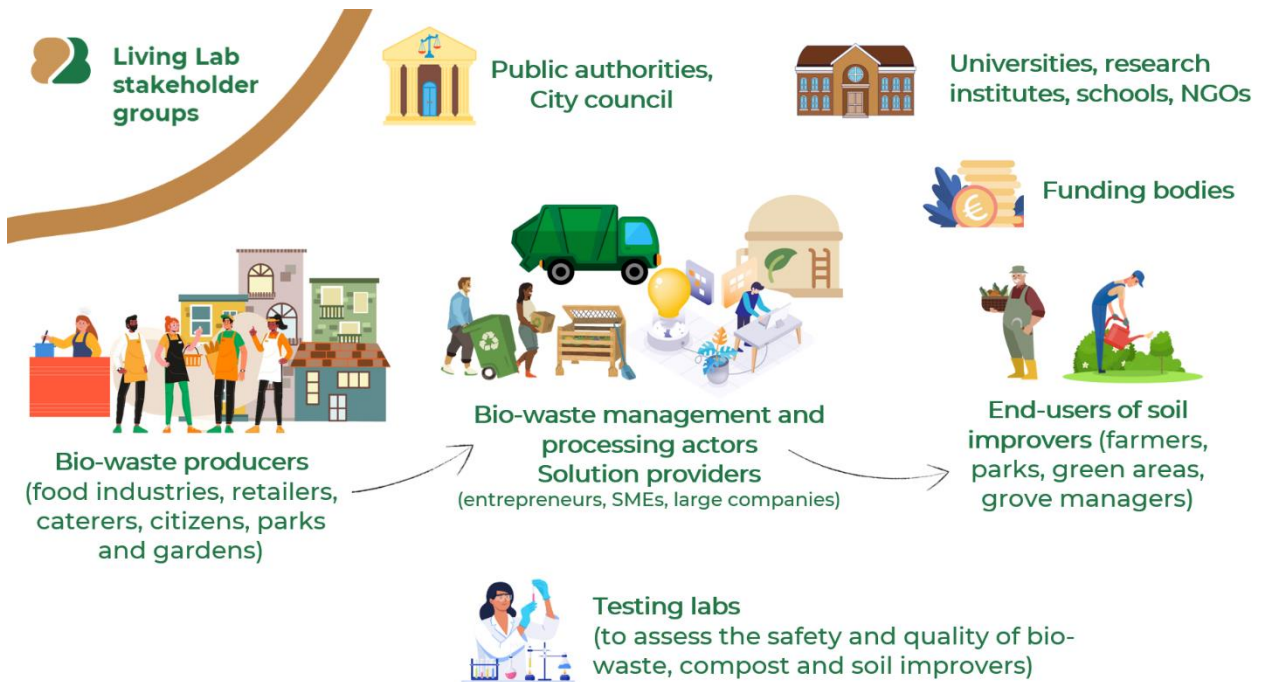 Living Lab
stakeholder
groups
Public authorities,
City council
Universities, research
institutes, schools, NGOs
Funding bodies
Bio-waste producers
(food industries, retailers,
caterers, citizens, parks
and gardens)
Bio-waste management and
processing actors
Solution providers
(entrepreneurs, SMEs, large companies)
End-users of soil
improvers (farmers,
parks, green areas,
grove managers)
Testing labs
(to assess the safety and quality of bio-
waste, compost and soil improvers)